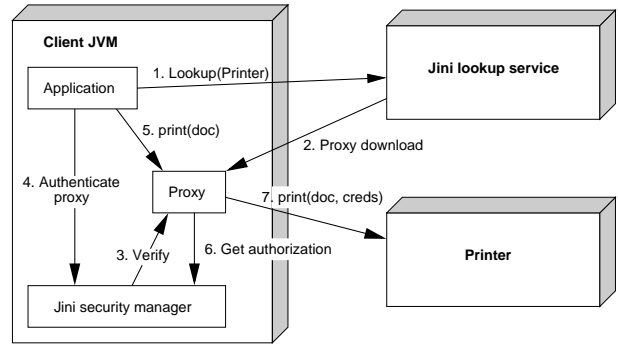 Client JVM
Application
1. Lookup(Printer)
Jini lookup service
5. print(doc)
2. Proxy download
4. Authenticate
proxy
Proxy
7. print(doc, creds)
3. Verify
6. Get authorization
Printer
Jini security manager